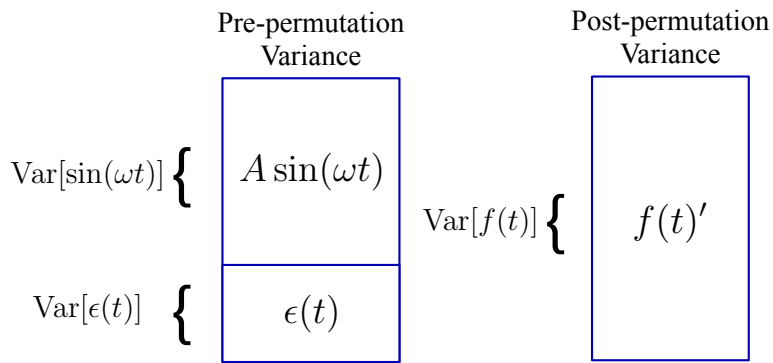 Pre-permutation
Variance
Post-permutation
Variance
Var[sin(ωt)] {
A sin(ωt)
Var[f(t)] {
f(t)′
Var[ϵ(t)] {
ϵ(t)